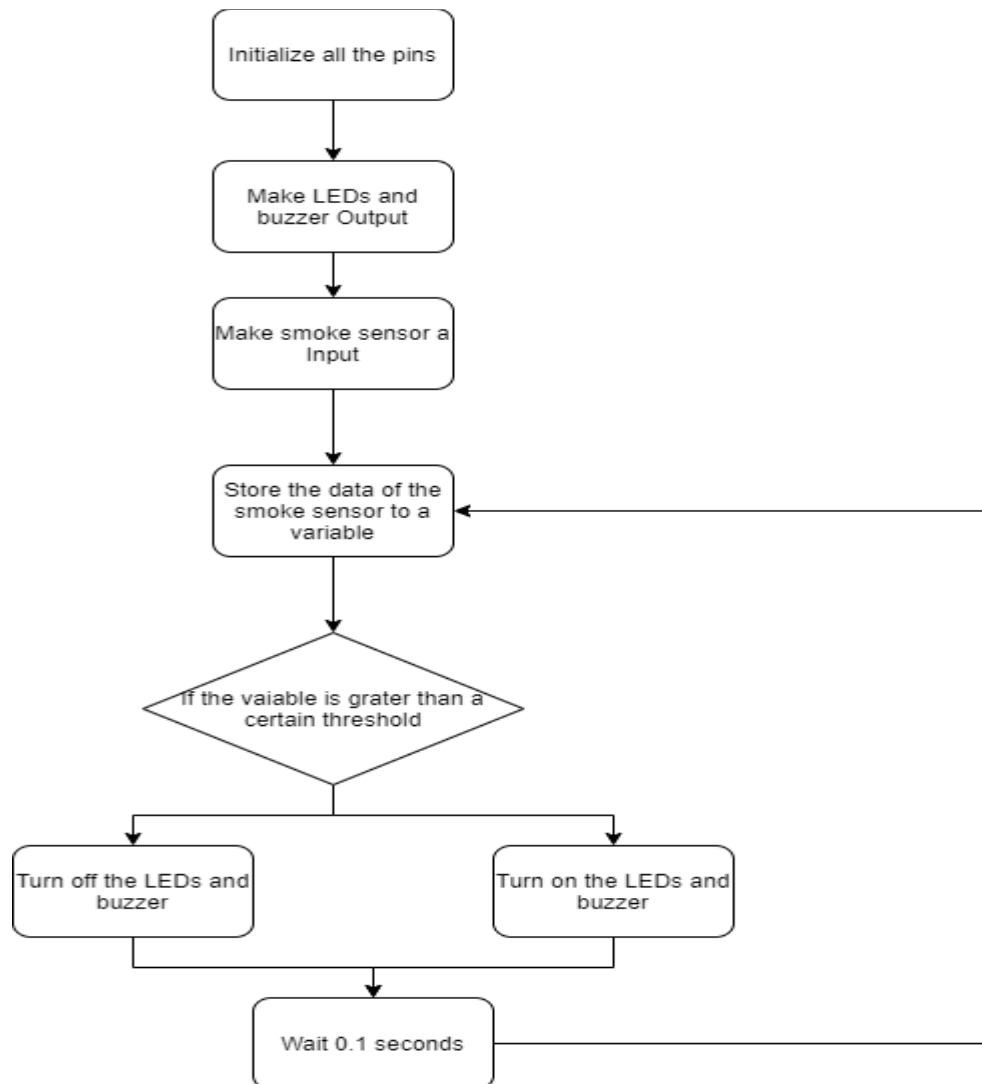 Initialize all the pins
Make LEDs and
buzzer Output
Make smoke sensor a
Input
Store the data of the
smoke sensor to a
variable
If the vaiable is grater than a
certain threshold
Turn off the LEDs and
buzzer
Turn on the LEDs and
buzzer
Wait 0.1 seconds